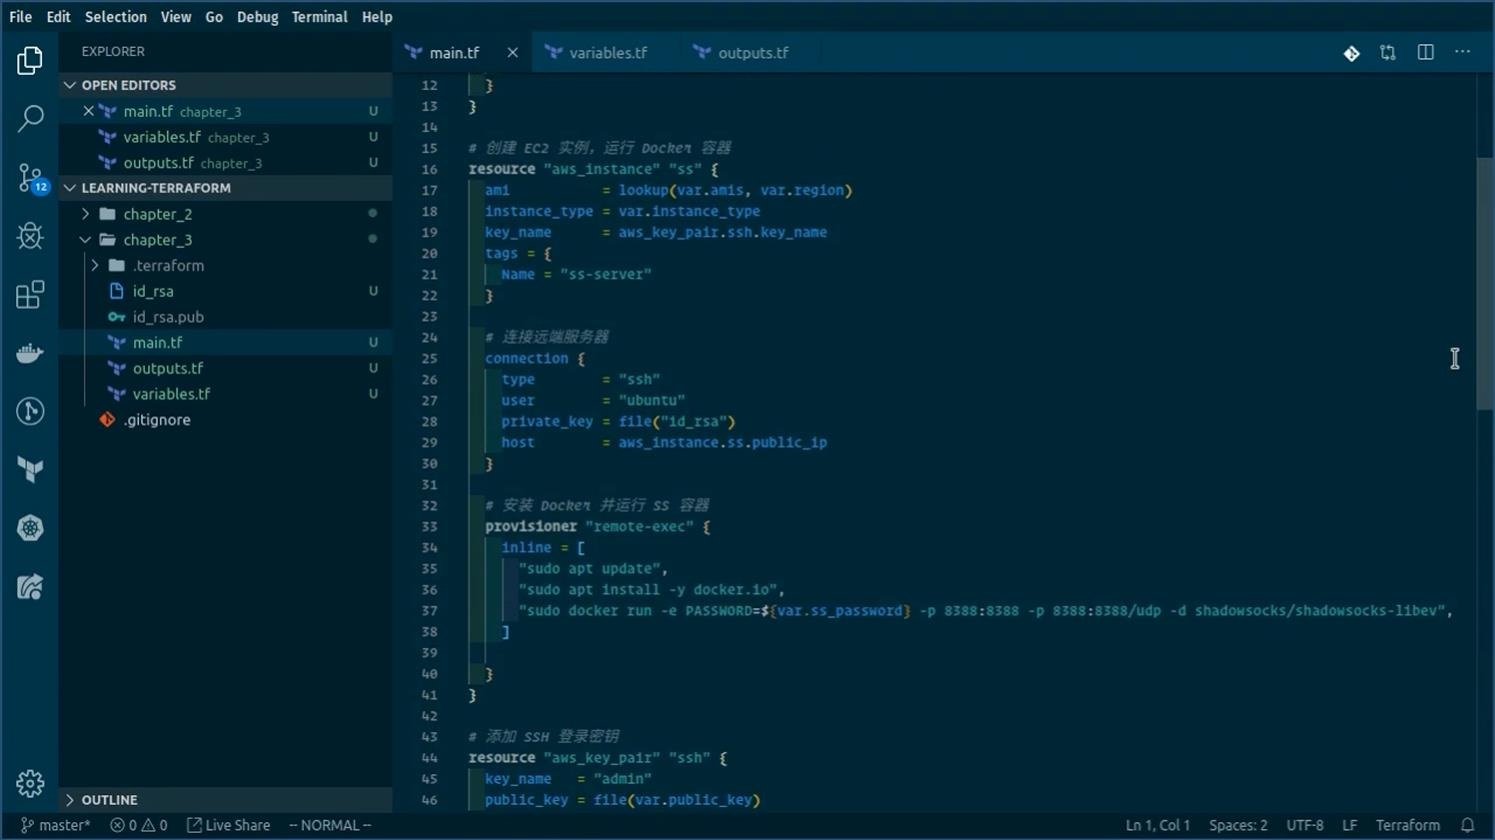 File Edit Selection View Go Debug Terminal Help
EXPLORER
OPEN EDITORS
main.tf chapter_3 U
variables.tf chapter_3 U
outputs.tf chapter_3 U
LEARNING-TERRAFORM
chapter_2
chapter_3
.terraform
id_rsa U
id_rsa.pub
main.tf U
outputs.tf U
variables.tf U
.gitignore
OUTLINE
12
main.tf variables.tf outputs.tf
12 }
13 }
14
15 # 创建 EC2 实例，运行 Docker 容器
16 resource "aws_instance" "ss" {
17 ami = lookup(var.amis, var.region)
18 instance_type = var.instance_type
19 key_name = aws_key_pair.ssh.key_name
20 tags = {
21 Name = "ss-server"
22 }
23
24 # 连接远端服务器
25 connection {
26 type = "ssh"
27 user = "ubuntu"
28 private_key = file("id_rsa")
29 host = aws_instance.ss.public_ip
30 }
31
32 # 安装 Docker 并运行 SS 容器
33 provisioner "remote-exec" {
34 inline = [
35 "sudo apt update",
36 "sudo apt install -y docker.io",
37 "sudo docker run -e PASSWORD=${var.ss_password} -p 8388:8388 -p 8388:8388/udp -d shadowsocks/shadowsocks-libev",
38 ]
39
40 }
41 }
42
43 # 添加 SSH 登录密钥
44 resource "aws_key_pair" "ssh" {
45 key_name = "admin"
46 public_key = file(var.public_key)
master* 0 0 Live Share -- NORMAL -- Ln 1, Col 1 Spaces: 2 UTF-8 LF Terraform